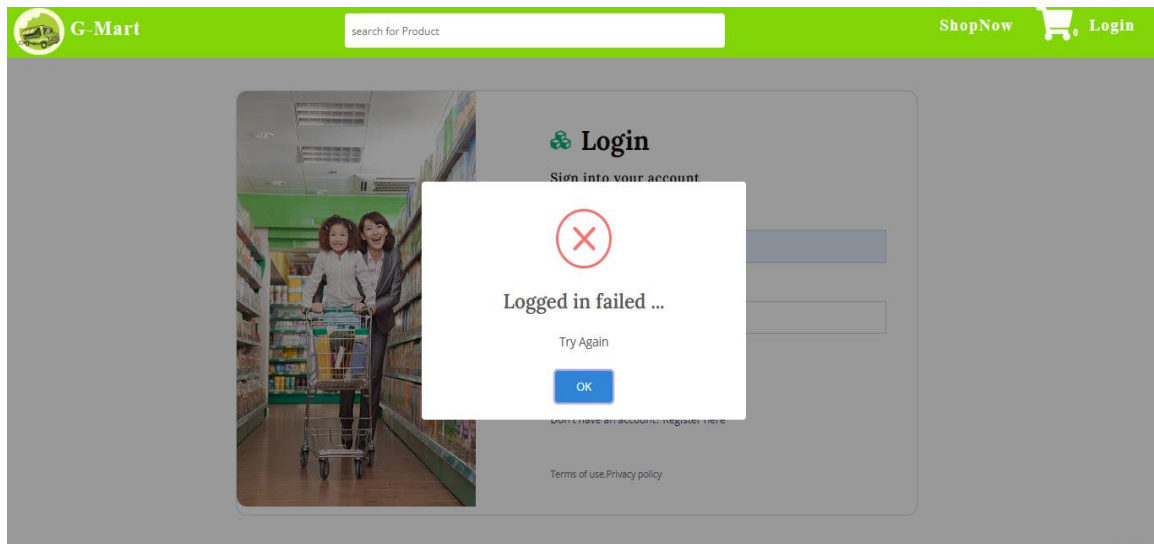 G-Mart
search for Product
ShopNow
0
Login
Login
Sign into your account
Logged in failed ...
Try Again
OK
Don't have an account? Register here
Terms of use.Privacy policy